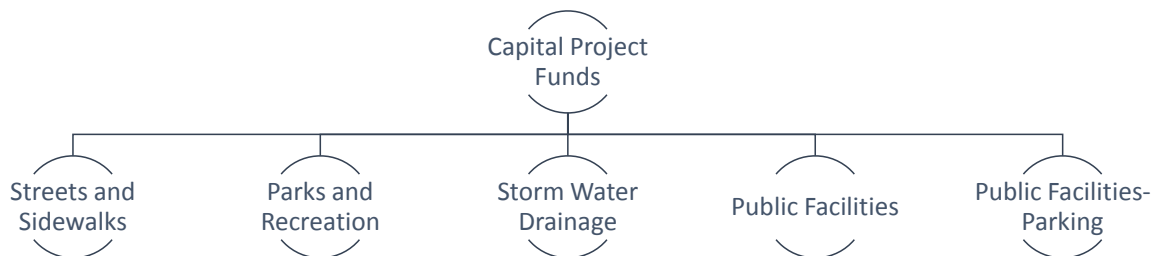 Capital Project
Funds
Streets and
Sidewalks
Parks and
Recreation
Storm Water
Drainage
Public Facilities
Public Facilities-
Parking